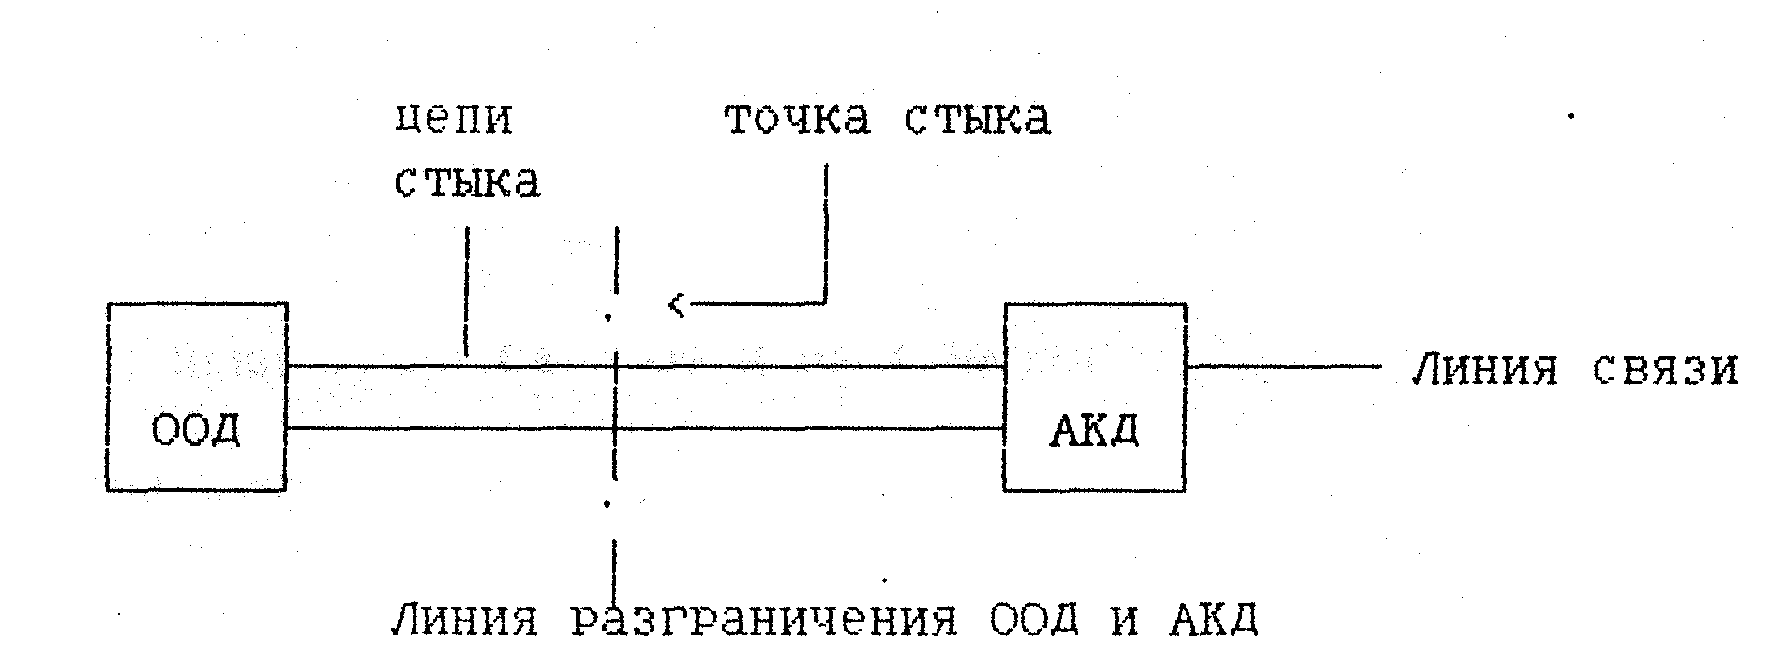 цепи
стыка
точка стыка
ООД
АКД
Линия связи
Линия разграничения ООД и АКД